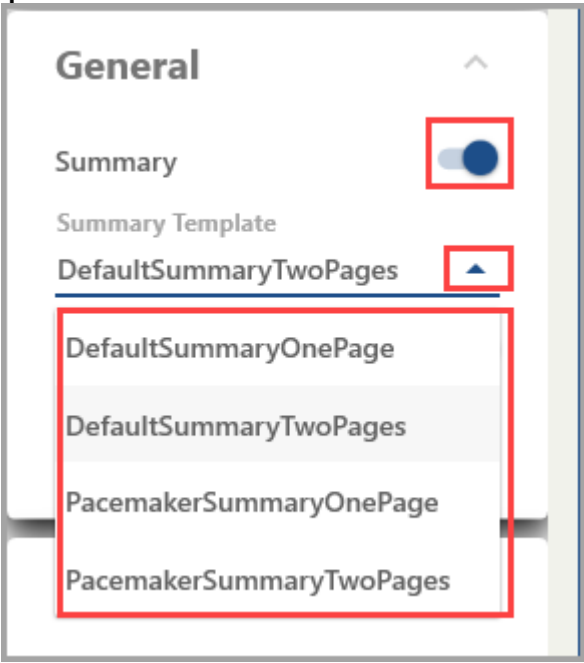 General
Summary
Summary Template
DefaultSummaryTwoPages
DefaultSummaryOnePage
DefaultSummaryTwoPages
PacemakerSummaryOnePage
PacemakerSummaryTwoPages